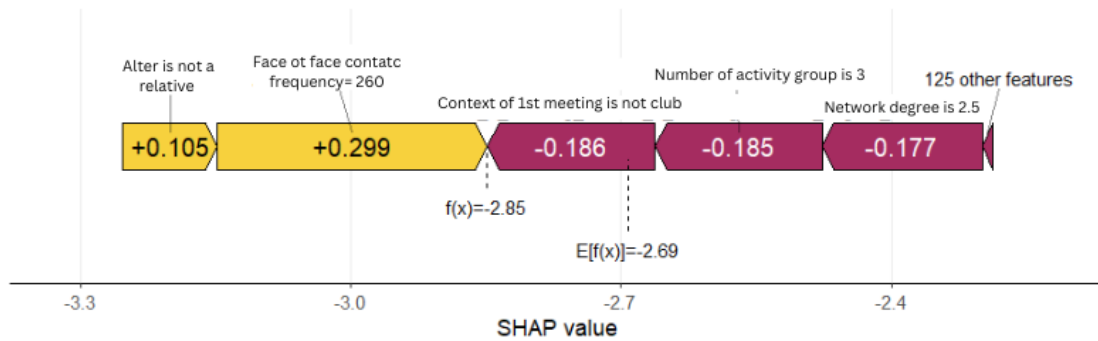 Alter is not a
relative
Face ot face contatc
frequency= 260
Context of 1st meeting is not club
Number of activity group is 3
Network degree is 2.5
125 other features
+0.105
+0.299
-0.186
-0.185
-0.177
f(x)=-2.85
E[f(x)]=-2.69
-3.3
-3.0
-2.7
-2.4
SHAP value